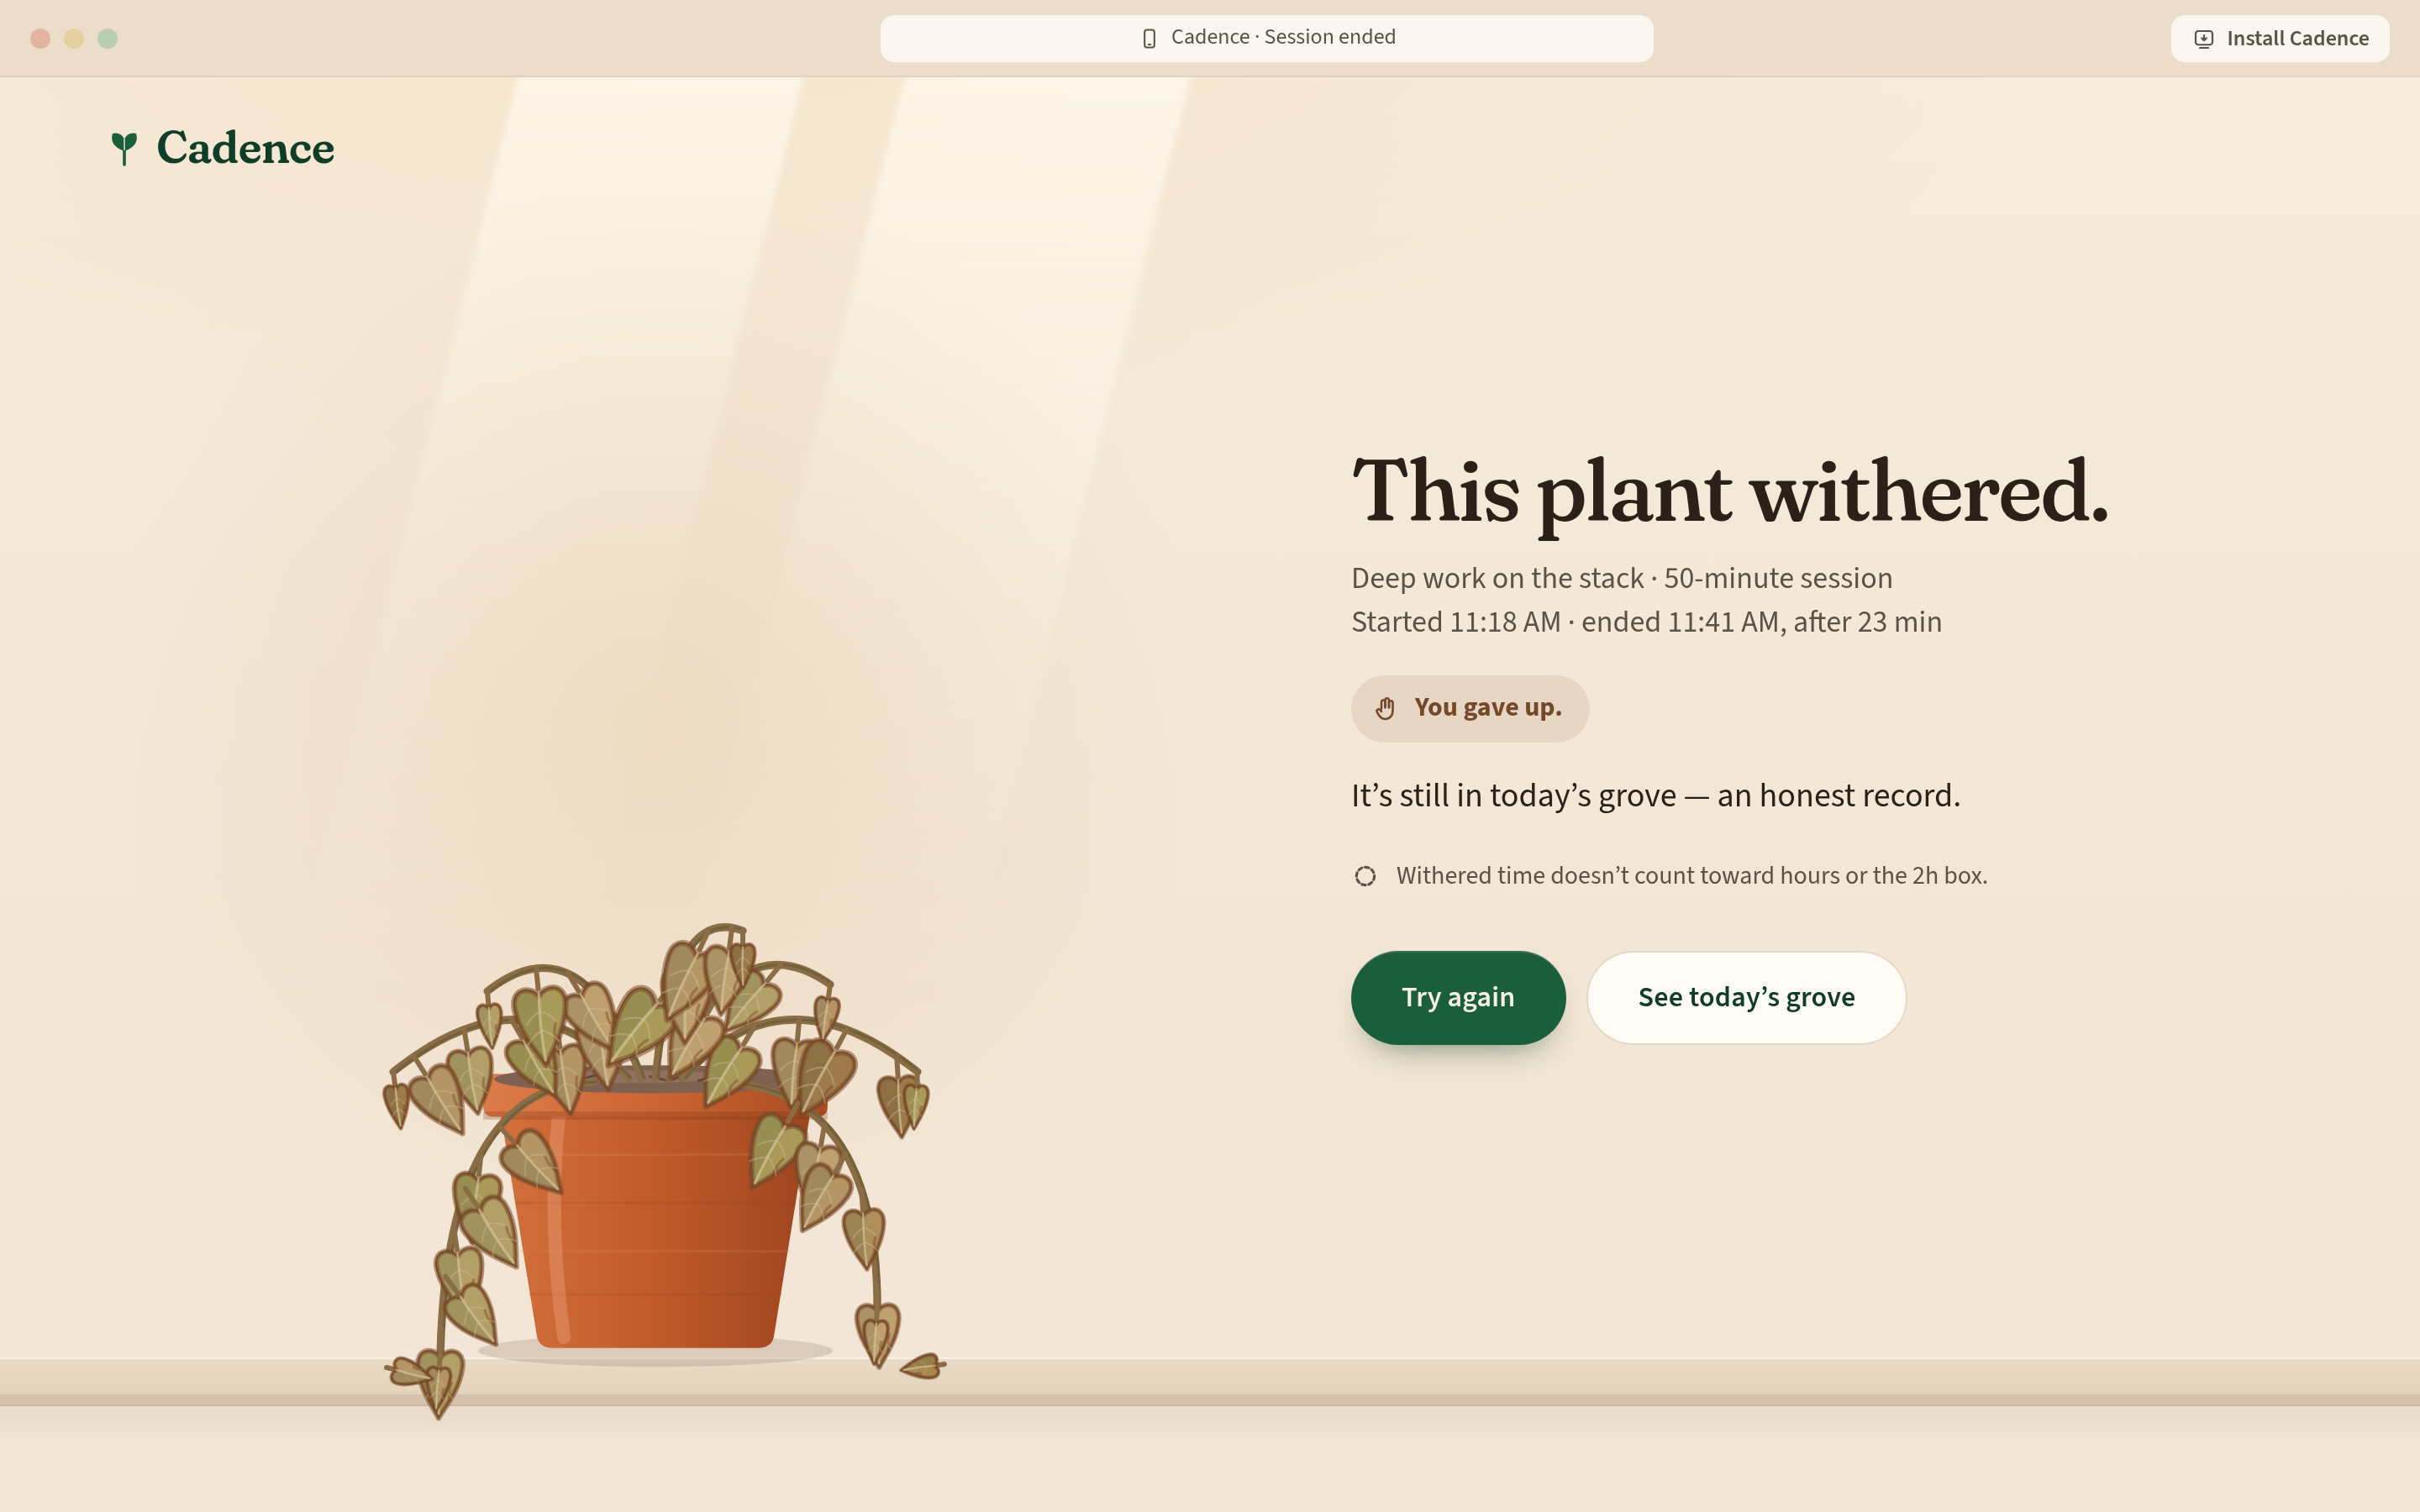 Cadence · Session ended
Install Cadence
Cadence
This plant withered.
Deep work on the stack · 50-minute session
Started 11:18 AM · ended 11:41 AM, after 23 min
You gave up.
It’s still in today’s grove — an honest record.
Withered time doesn’t count toward hours or the 2h box.
Try again
See today’s grove